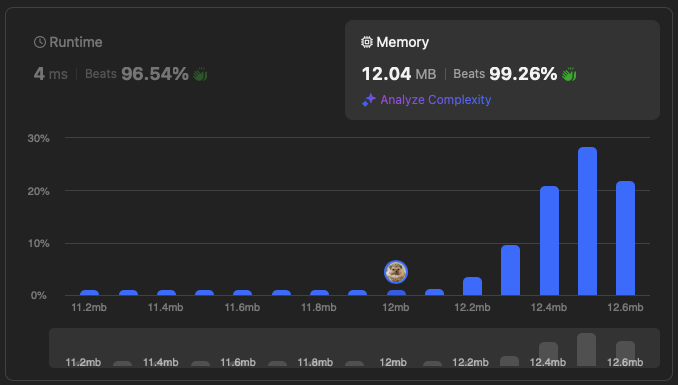 Runtime
4 ms | Beats 96.54%
Memory
12.04 MB | Beats 99.26%
Analyze Complexity
30%
20%
10%
0%
11.2mb 11.4mb 11.6mb 11.8mb 12mb 12.2mb 12.4mb 12.6mb
11.2mb 11.4mb 11.6mb 11.8mb 12mb 12.2mb 12.4mb 12.6mb